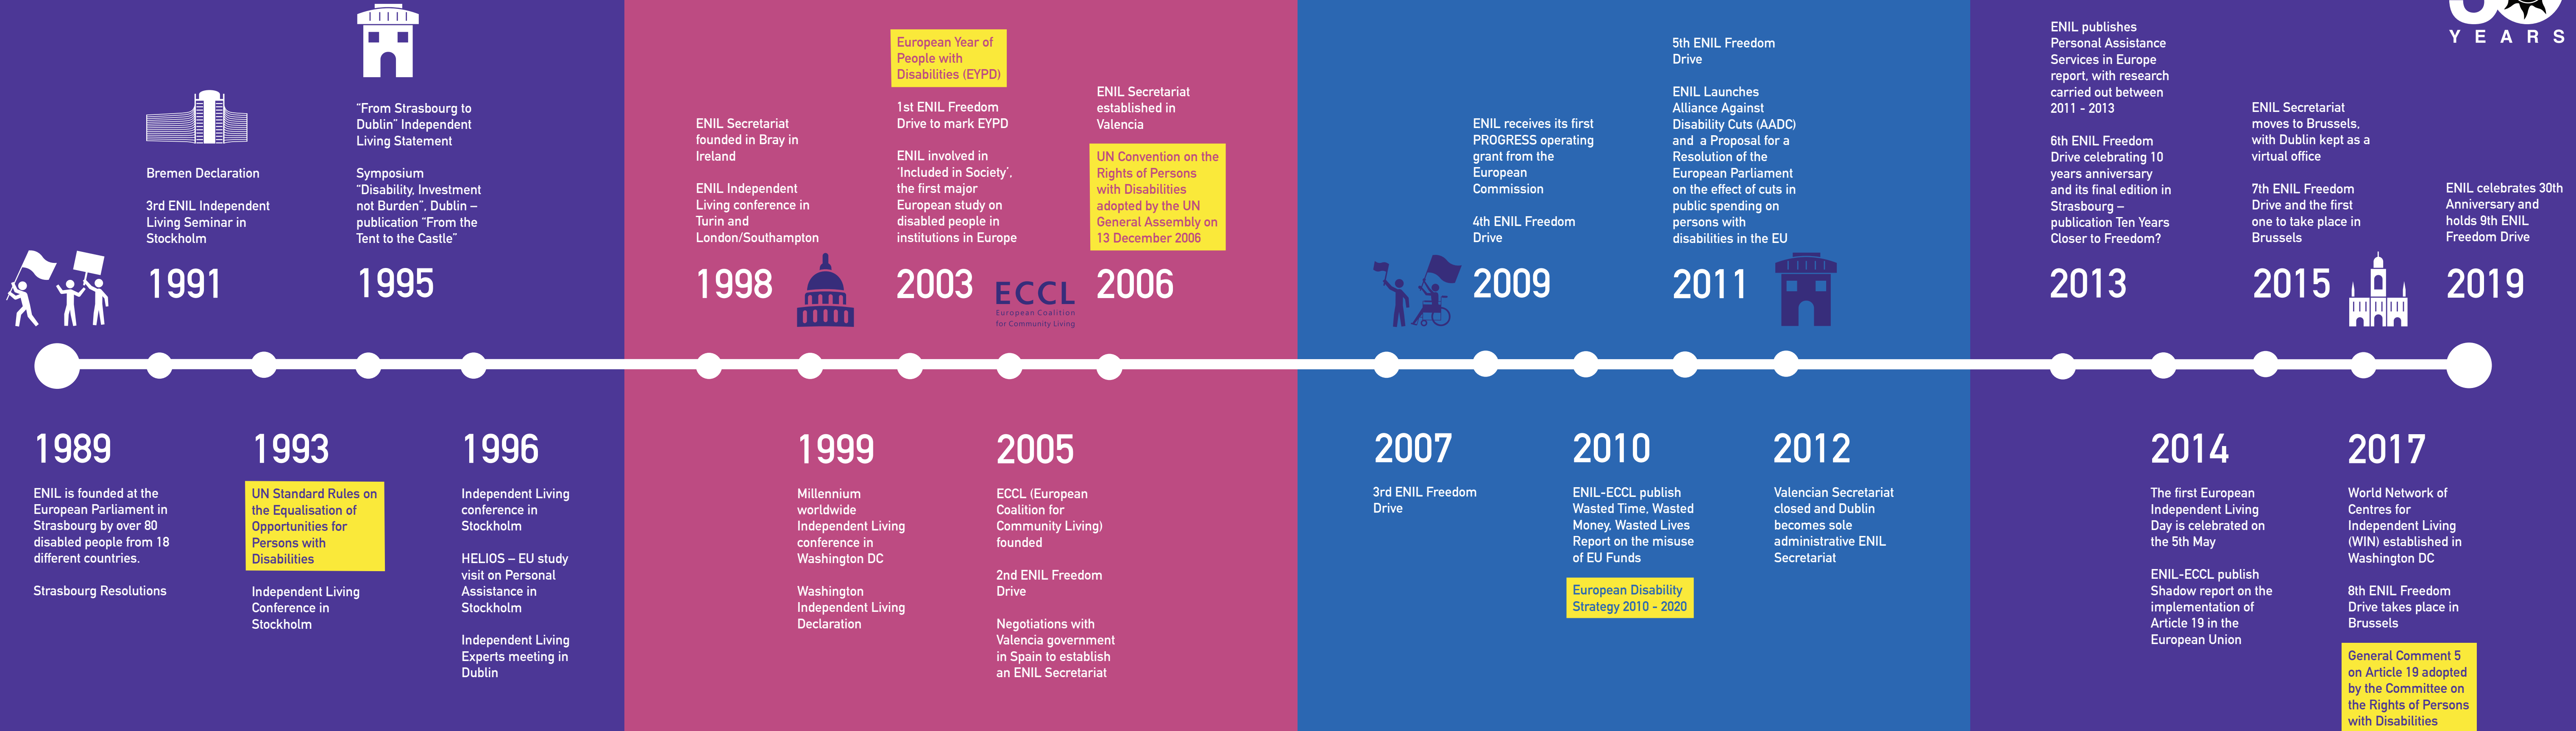 1989
ENIL is founded at the
European Parliament in
Strasbourg by over 80
disabled people from 18
different countries.
Strasbourg Resolutions
Bremen Declaration
3rd ENIL Independent
Living Seminar in
Stockholm
1991
1993
UN Standard Rules on
the Equalisation of
Opportunities for
Persons with
Disabilities
Independent Living
Conference in
Stockholm
“From Strasbourg to
Dublin” Independent
Living Statement
Symposium
“Disability, Investment
not Burden”, Dublin –
publication “From the
Tent to the Castle”
1995
1996
Independent Living
conference in
Stockholm
HELIOS – EU study
visit on Personal
Assistance in
Stockholm
Independent Living
Experts meeting in
Dublin
ENIL Secretariat
founded in Bray in
Ireland
ENIL Independent
Living conference in
Turin and
London/Southampton
1998
1999
Millennium
worldwide
Independent Living
conference in
Washington DC
Washington
Independent Living
Declaration
European Year of
People with
Disabilities (EYPD)
1st ENIL Freedom
Drive to mark EYPD
ENIL involved in
‘Included in Society’,
the first major
European study on
disabled people in
institutions in Europe
2003
ECCL
European Coalition
for Community Living
2005
ECCL (European
Coalition for
Community Living)
founded
2nd ENIL Freedom
Drive
Negotiations with
Valencia government
in Spain to establish
an ENIL Secretariat
ENIL Secretariat
established in
Valencia
UN Convention on the
Rights of Persons
with Disabilities
adopted by the UN
General Assembly on
13 December 2006
2006
2007
3rd ENIL Freedom
Drive
ENIL receives its first
PROGRESS operating
grant from the
European
Commission
4th ENIL Freedom
Drive
2009
2010
ENIL-ECCL publish
Wasted Time, Wasted
Money, Wasted Lives
Report on the misuse
of EU Funds
European Disability
Strategy 2010 - 2020
5th ENIL Freedom
Drive
ENIL Launches
Alliance Against
Disability Cuts (AADC)
and a Proposal for a
Resolution of the
European Parliament
on the effect of cuts in
public spending on
persons with
disabilities in the EU
2011
2012
Valencian Secretariat
closed and Dublin
becomes sole
administrative ENIL
Secretariat
ENIL publishes
Personal Assistance
Services in Europe
report, with research
carried out between
2011 - 2013
6th ENIL Freedom
Drive celebrating 10
years anniversary
and its final edition in
Strasbourg –
publication Ten Years
Closer to Freedom?
2013
2014
The first European
Independent Living
Day is celebrated on
the 5th May
ENIL-ECCL publish
Shadow report on the
implementation of
Article 19 in the
European Union
ENIL Secretariat
moves to Brussels,
with Dublin kept as a
virtual office
7th ENIL Freedom
Drive and the first
one to take place in
Brussels
2015
2017
World Network of
Centres for
Independent Living
(WIN) established in
Washington DC
8th ENIL Freedom
Drive takes place in
Brussels
General Comment 5
on Article 19 adopted
by the Committee on
the Rights of Persons
with Disabilities
YEARS
ENIL celebrates 30th
Anniversary and
holds 9th ENIL
Freedom Drive
2019